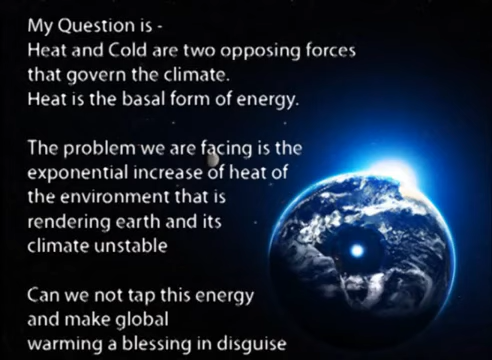 My Question is -
Heat and Cold are two opposing forces
that govern the climate.
Heat is the basal form of energy.
The problem we are facing is the
exponential increase of heat of
the environment that is
rendering earth and its
climate unstable
Can we not tap this energy
and make global
warming a blessing in disguise